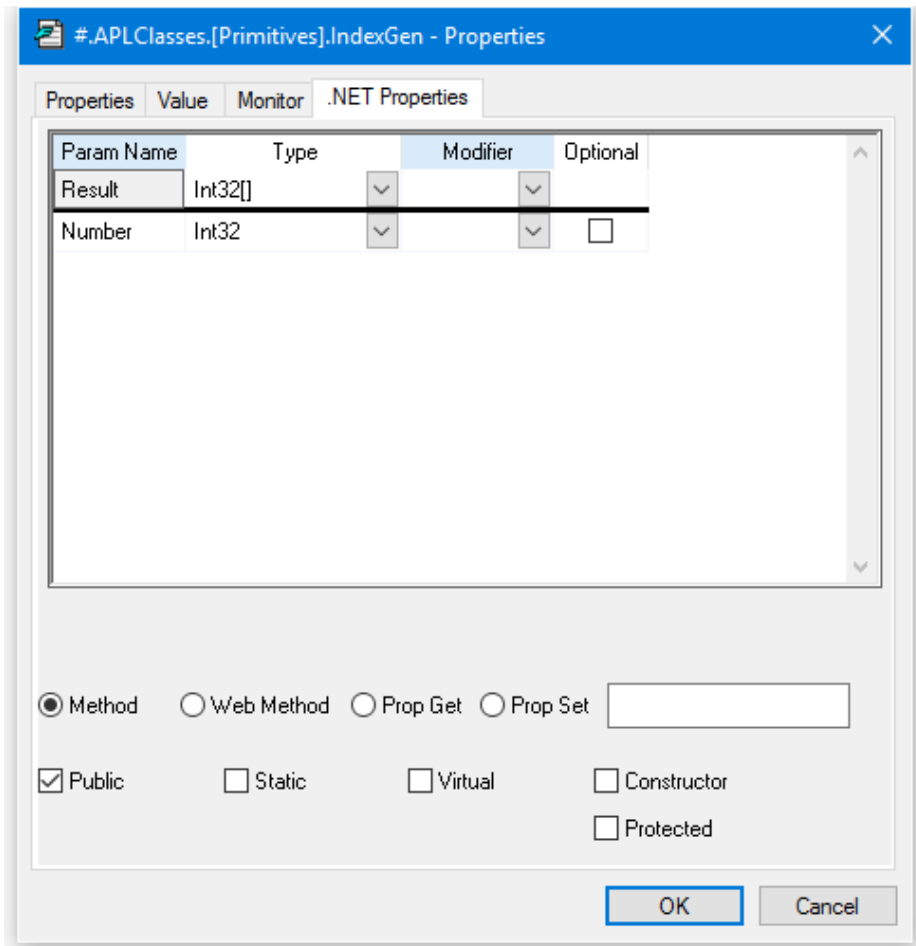 #.APLClasses.[Primitives].IndexGen - Properties
Properties Value Monitor .NET Properties
Param Name Type Modifier Optional
Result Int32[]
Number Int32
Method Web Method Prop Get Prop Set
Public Static Virtual Constructor
Protected
OK Cancel